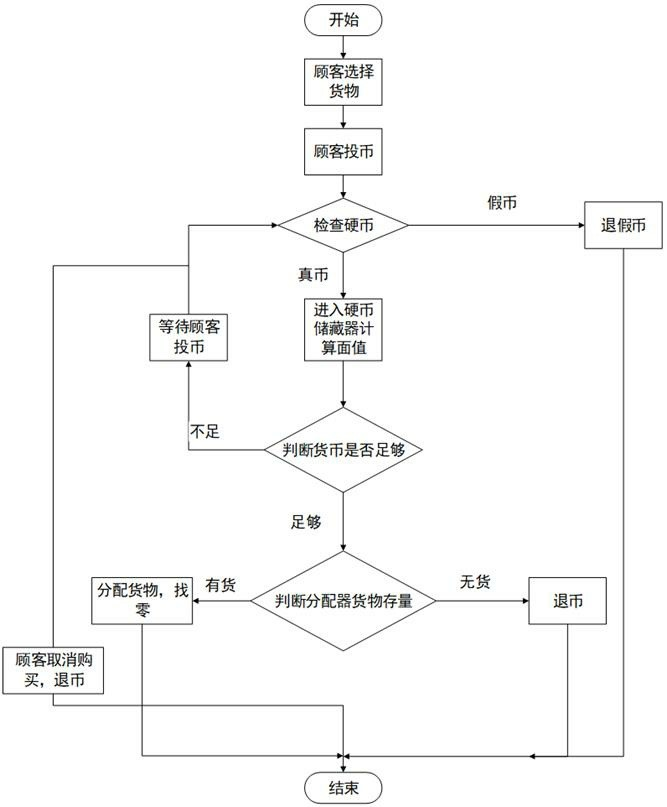 开始
顾客选择
货物
顾客投币
检查硬币
假币
退假币
真币
等待顾客
投币
进入硬币
储藏器计
算面值
不足
判断货币是否足够
足够
分配货物，找
零
有货
判断分配器货物存量
无货
退币
顾客取消购
买，退币
结束